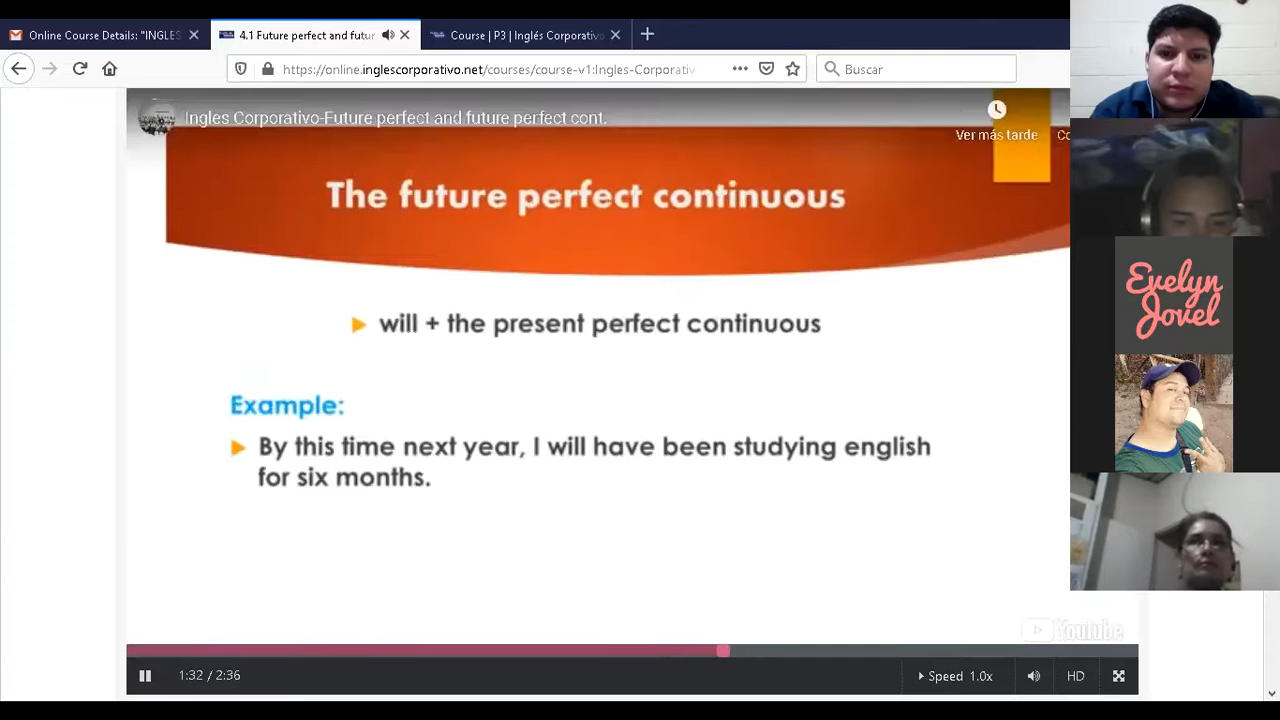 Online Course Details: "INGLES
4.1 Future perfect and futur
Course | P3 | Inglés Corporativo
https://online.inglescorporativo.net/courses/course-v1:Ingles-Corporativ
Buscar
Ingles Corporativo-Future perfect and future perfect cont.
Ver más tarde
Co
The future perfect continuous
will + the present perfect continuous
Example:
By this time next year, I will have been studying english
for six months.
YouTube
1:32 / 2:36
Speed 1.0x
HD
Evelyn
Jovel